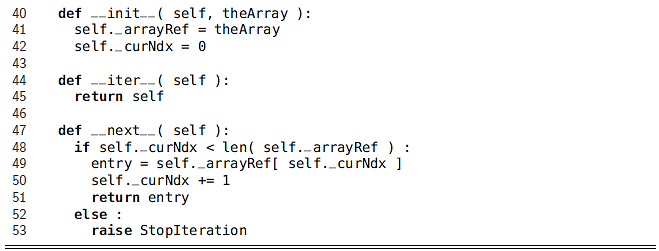 40 def __init__( self, theArray ):
41 self._arrayRef = theArray
42 self._curNdx = 0
43
44 def __iter__( self ):
45 return self
46
47 def __next__( self ):
48 if self._curNdx < len( self._arrayRef ) :
49 entry = self._arrayRef[ self._curNdx ]
50 self._curNdx += 1
51 return entry
52 else :
53 raise StopIteration